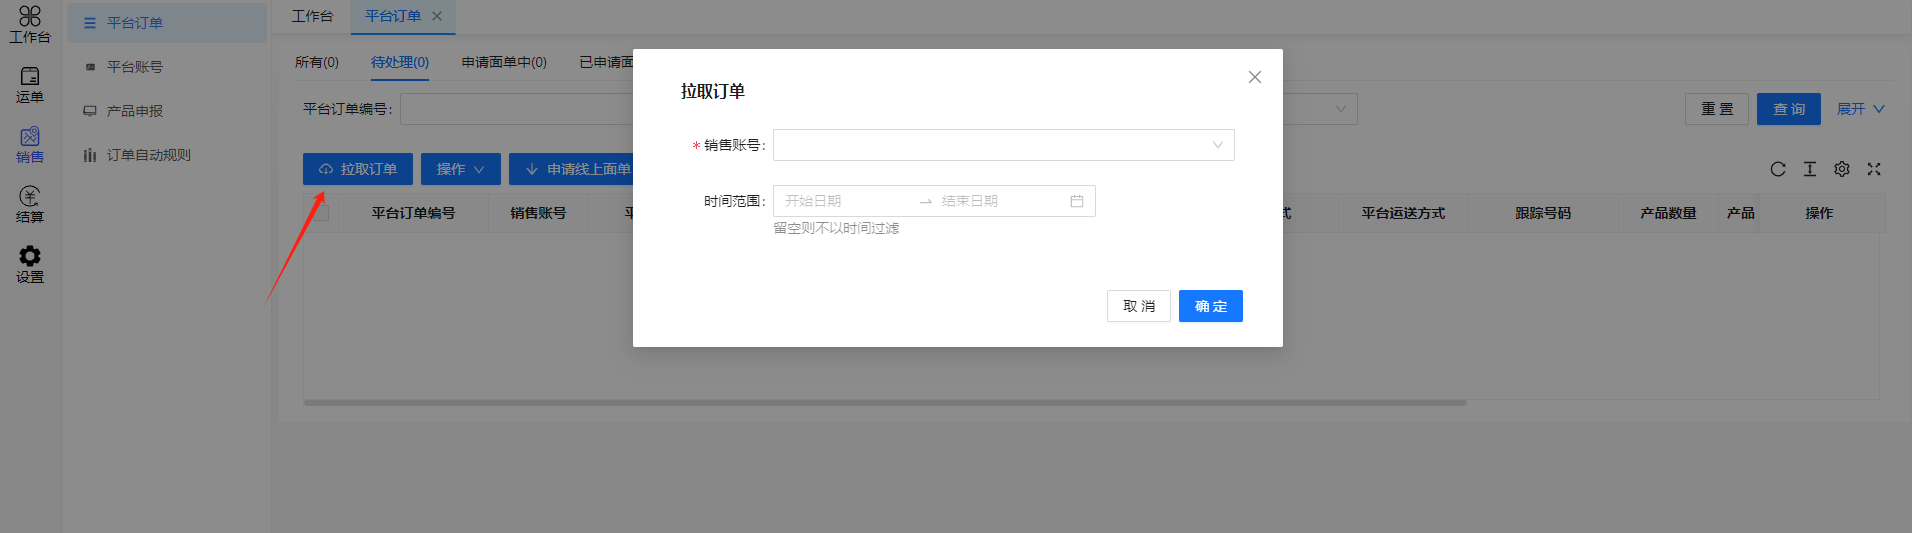 工作台
运单
销售
结算
设置
平台订单
平台账号
产品申报
订单自动规则
工作台 平台订单
所有(0) 待处理(0) 申请面单中(0) 已申请面
平台订单编号: 重置 查询 展开
拉取订单 操作 申请线上面单
平台订单编号 销售账号 式 平台运送方式 跟踪号码 产品数量 产品 操作
拉取订单
* 销售账号:
时间范围: 开始日期 → 结束日期
留空则不以时间过滤
取消 确定